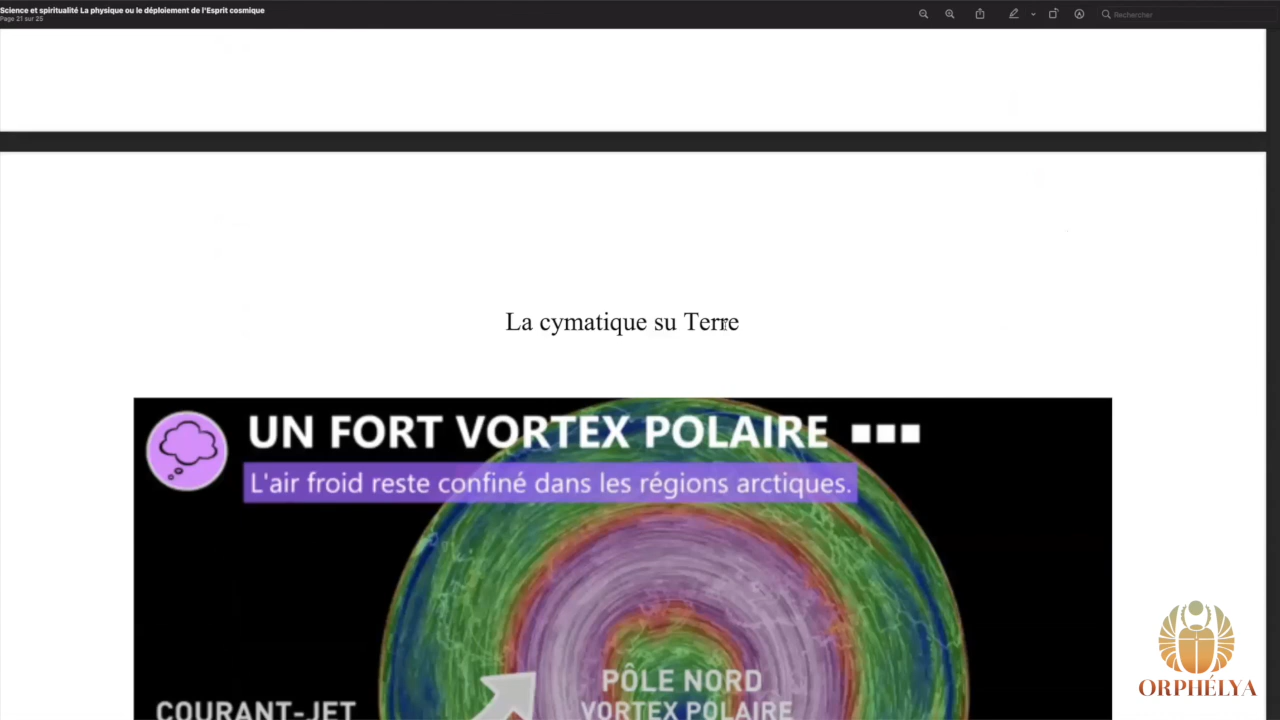 Science et spiritualité La physique ou le déploiement de l'Esprit cosmique
Page 21 sur 25
Rechercher
La cymatique su Terre
UN FORT VORTEX POLAIRE
L'air froid reste confiné dans les régions arctiques.
PÔLE NORD
VORTEX POLAIRE
COURANT-JET
ORPHÉLYA